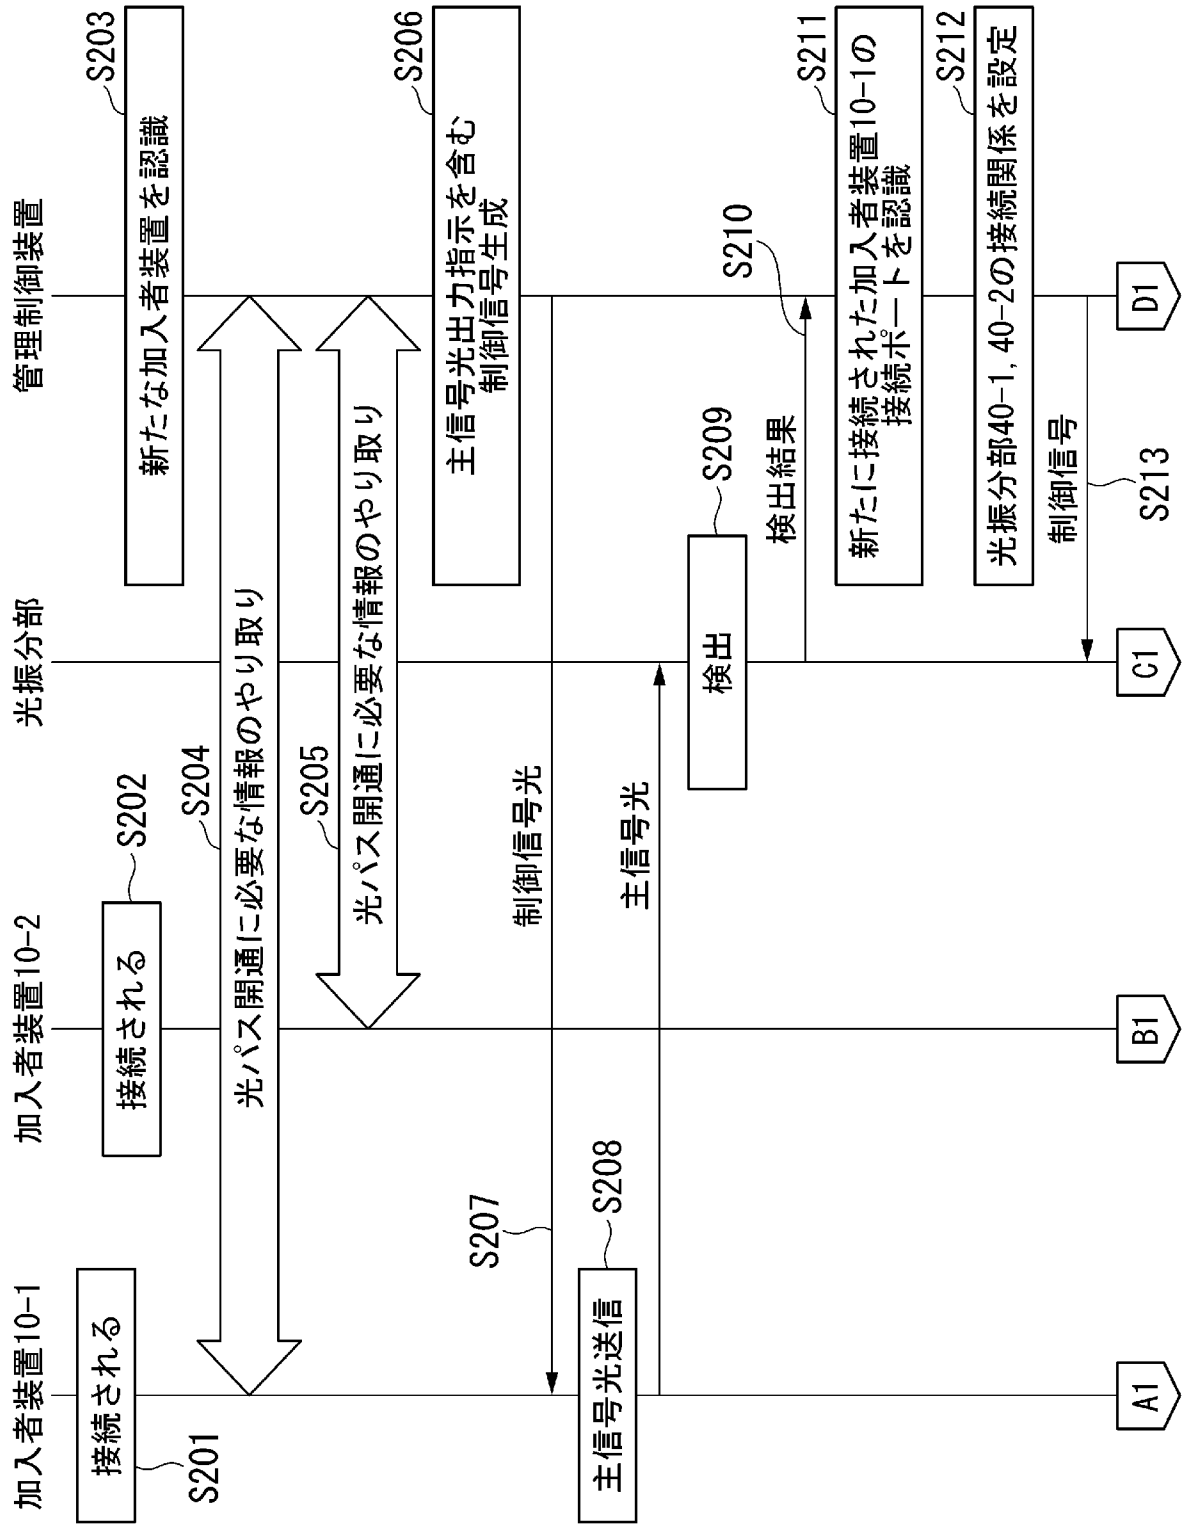 加入者装置10-1
加入者装置10-2
光振分部
管理制御装置
接続される
S201
接続される
S202
新たな加入者装置を認識
S203
S204
光パス開通に必要な情報のやり取り
S205
光パス開通に必要な情報のやり取り
主信号光出力指示を含む
制御信号生成
S206
制御信号光
S207
主信号光送信
S208
主信号光
検出
S209
検出結果
S210
新たに接続された加入者装置10-1の
接続ポートを認識
S211
光振分部40-1, 40-2の接続関係を設定
S212
制御信号
S213
A1
B1
C1
D1